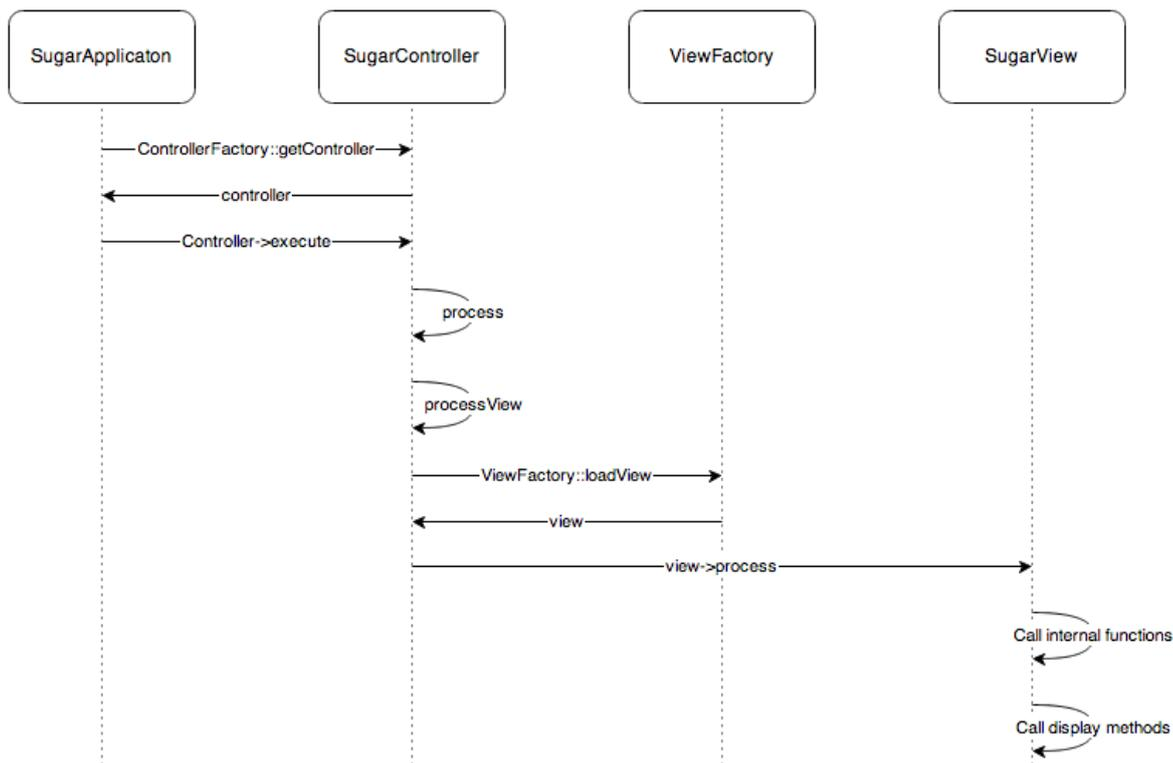 SugarApplicaton
SugarController
ViewFactory
SugarView
ControllerFactory::getController
controller
Controller->execute
process
processView
ViewFactory::loadView
view
view->process
Call internal functions
Call display methods